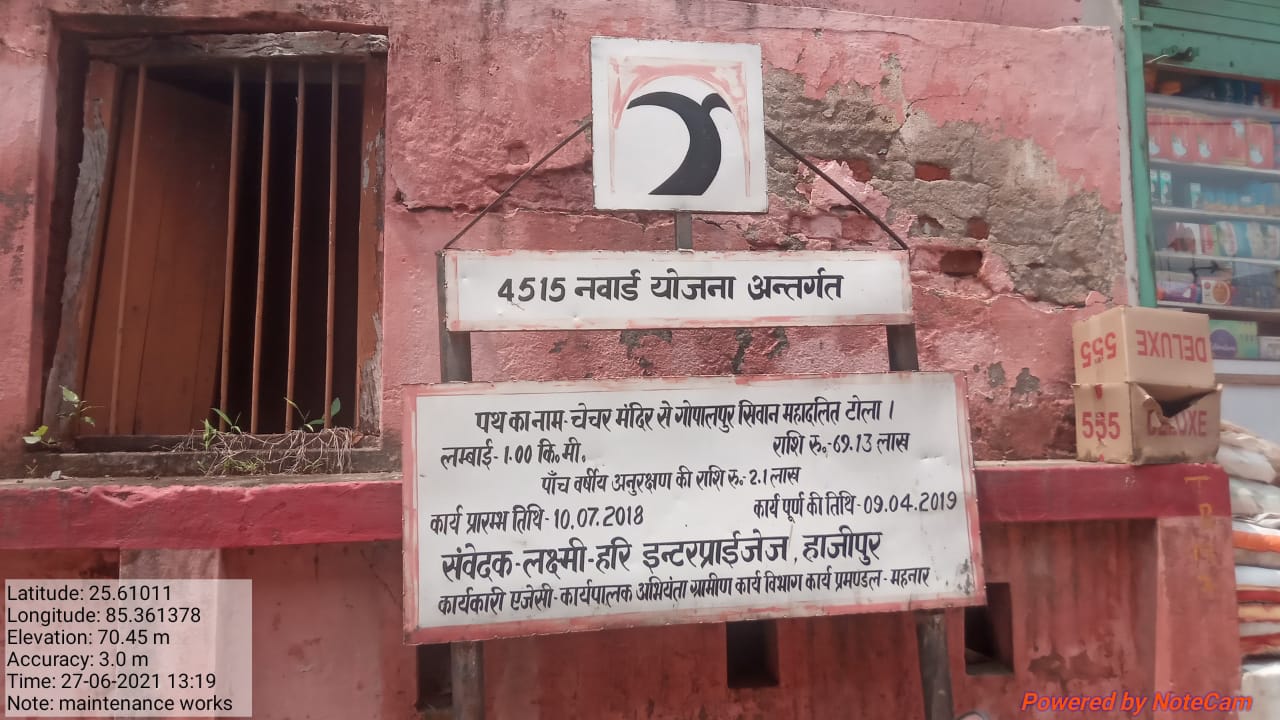 4515 नवार्ड योजना अन्तर्गत
पथ का नाम- चेचर मंदिर से गोपालपुर सिवान महादलित टोला ।
लम्बाई- 1.00 कि.मी. राशि रु.- 69.13 लाख
पाँच वर्षीय अनुरक्षण की राशि रु.- 2.1 लाख
कार्य प्रारम्भ तिथि- 10.07.2018 कार्य पूर्ण की तिथि- 09.04.2019
संवेदक-लक्ष्मी-हरि इन्टरप्राईजेज, हाजीपुर
कार्यकारी एजेसी-कार्यपालक अभियंता ग्रामीण कार्य विभाग कार्य प्रमण्डल- महनार
555 DELUXE
555 DELUXE
Latitude: 25.61011
Longitude: 85.361378
Elevation: 70.45 m
Accuracy: 3.0 m
Time: 27-06-2021 13:19
Note: maintenance works
Powered by NoteCam